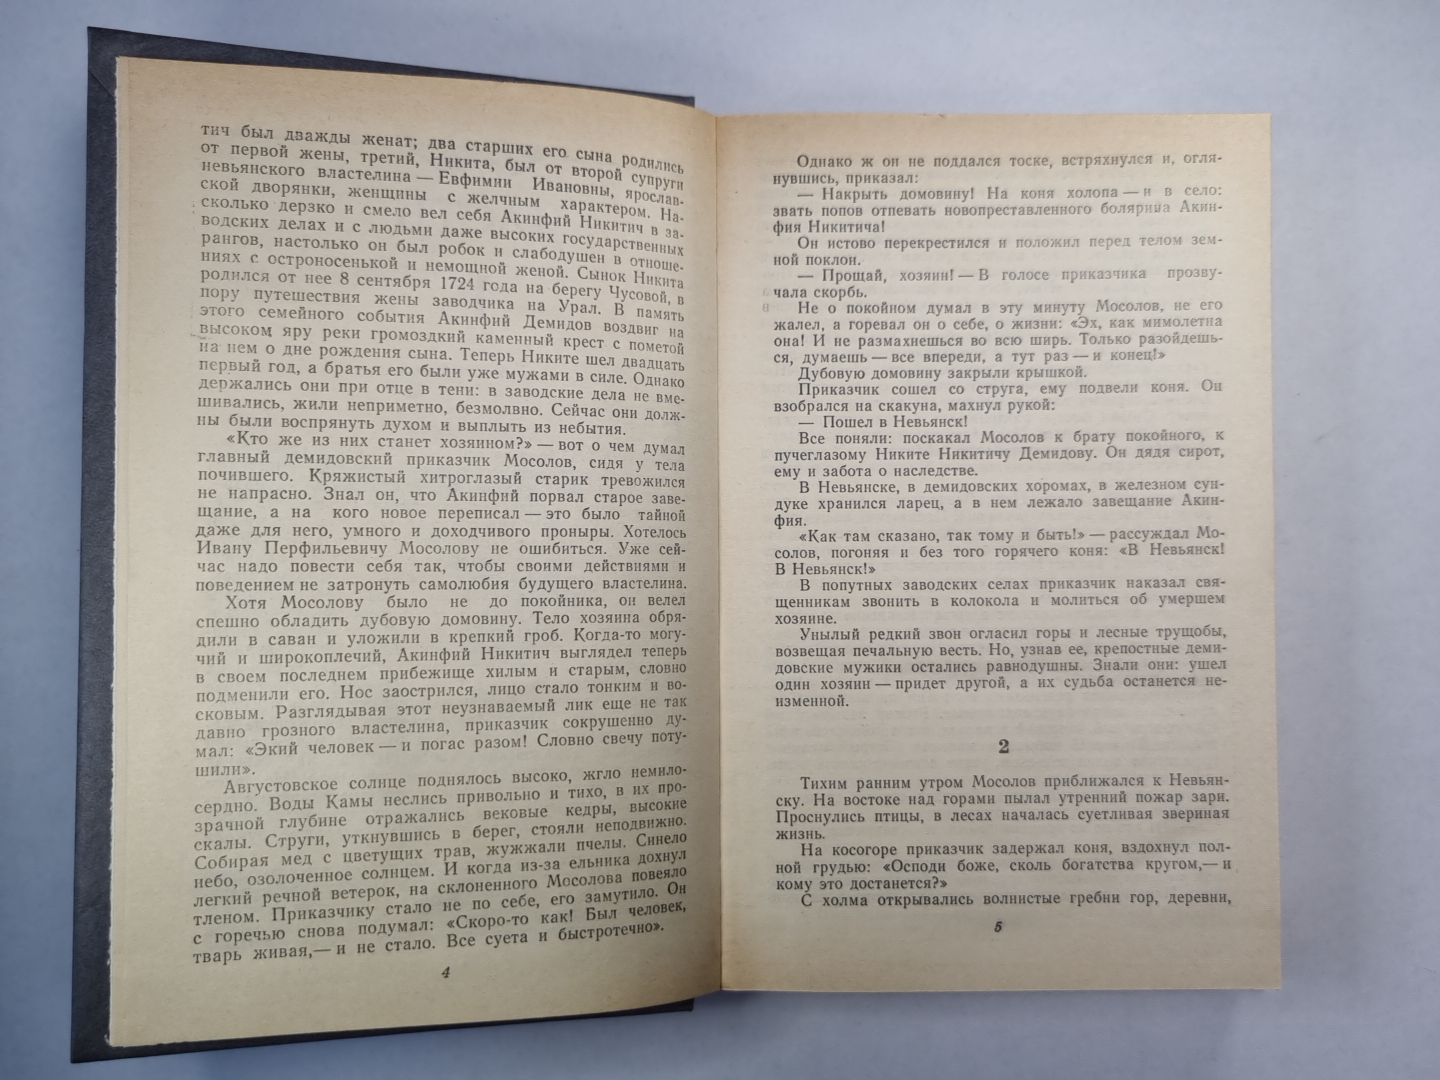 тич был дважды женат; два старших его сына родились
от первой жены, третий, Никита, был от второй супруги
невьянского властелина — Евфимии Ивановны, ярослав-
ской дворянки, женщины с желчным характером. На-
сколько дерзко и смело вел себя Акинфий Никитич в за-
водских делах и с людьми даже высоких государственных
рангов, настолько он был робок и слабодушен в отноше-
ниях с остроносенькой и немощной женой. Сынок Никита
родился от нее 8 сентября 1724 года на берегу Чусовой, в
пору путешествия жены заводчика на Урал. В память
этого семейного события Акинфий Демидов воздвиг на
высоком яру реки громоздкий каменный крест с пометой
на нем о дне рождения сына. Теперь Никите шел двадцать
первый год, а братья его были уже мужами в силе. Однако
держались они при отце в тени: в заводские дела не вме-
шивались, жили неприметно, безмолвно. Сейчас они долж-
ны были воспрянуть духом и выплыть из небытия.
«Кто же из них станет хозяином?» — вот о чем думал
главный демидовский приказчик Мосолов, сидя у тела
почившего. Кряжистый хитроглазый старик тревожился
не напрасно. Знал он, что Акинфий порвал старое заве-
щание, а на кого новое переписал — это было тайной
даже для него, умного и доходчивого проныры. Хотелось
Ивану Перфильевичу Мосолову не ошибиться. Уже сей-
час надо повести себя так, чтобы своими действиями и
поведением не затронуть самолюбия будущего властелина.
Хотя Мосолову было не до покойника, он велел
спешно обладить дубовую домовину. Тело хозяина обря-
дили в саван и уложили в крепкий гроб. Когда-то могу-
чий и широкоплечий, Акинфий Никитич выглядел теперь
в своем последнем прибежище хилым и старым, словно
подменили его. Нос заострился, лицо стало тонким и во-
сковым. Разглядывая этот неузнаваемый лик еще не так
давно грозного властелина, приказчик сокрушенно ду-
мал: «Экий человек — и погас разом! Словно свечу поту-
шили».
Августовское солнце поднялось высоко, жгло немило-
сердно. Воды Камы неслись привольно и тихо, в их про-
зрачной глубине отражались вековые кедры, высокие
скалы. Струги, уткнувшись в берег, стояли неподвижно.
Собирая мед с цветущих трав, жужжали пчелы. Синело
небо, озолоченное солнцем. И когда из-за ельника дохнул
легкий речной ветерок, на склоненного Мосолова повеяло
тленом. Приказчику стало не по себе, его замутило. Он
с горечью снова подумал: «Скоро-то как! Был человек,
тварь живая,— и не стало. Все суета и быстротечно».
4
Однако ж он не поддался тоске, встряхнулся и, огля-
нувшись, приказал:
— Накрыть домовину! На коня холопа — и в село:
звать попов отпевать новопреставленного болярина Акин-
фия Никитича!
Он истово перекрестился и положил перед телом зем-
ной поклон.
— Прощай, хозяин! — В голосе приказчика прозву-
чала скорбь.
Не о покойном думал в эту минуту Мосолов, не его
жалел, а горевал он о себе, о жизни: «Эх, как мимолетна
она! И не размахнешься во всю ширь. Только разойдешь-
ся, думаешь — все впереди, а тут раз — и конец!»
Дубовую домовину закрыли крышкой.
Приказчик сошел со струга, ему подвели коня. Он
взобрался на скакуна, махнул рукой:
— Пошел в Невьянск!
Все поняли: поскакал Мосолов к брату покойного, к
пучеглазому Никите Никитичу Демидову. Он дядя сирот,
ему и забота о наследстве.
В Невьянске, в демидовских хоромах, в железном сун-
дуке хранился ларец, а в нем лежало завещание Акин-
фия.
«Как там сказано, так тому и быть!» — рассуждал Мо-
солов, погоняя и без того горячего коня: «В Невьянск!
В Невьянск!»
В попутных заводских селах приказчик наказал свя-
щенникам звонить в колокола и молиться об умершем
хозяине.
Унылый редкий звон огласил горы и лесные трущобы,
возвещая печальную весть. Но, узнав ее, крепостные деми-
довские мужики остались равнодушны. Знали они: ушел
один хозяин — придет другой, а их судьба останется не-
изменной.
2
Тихим ранним утром Мосолов приближался к Невьян-
ску. На востоке над горами пылал утренний пожар зари.
Проснулись птицы, в лесах началась суетливая звериная
жизнь.
На косогоре приказчик задержал коня, вздохнул пол-
ной грудью: «Осподи боже, сколь богатства кругом,— и
кому это достанется?»
С холма открывались волнистые гребни гор, деревни,
5